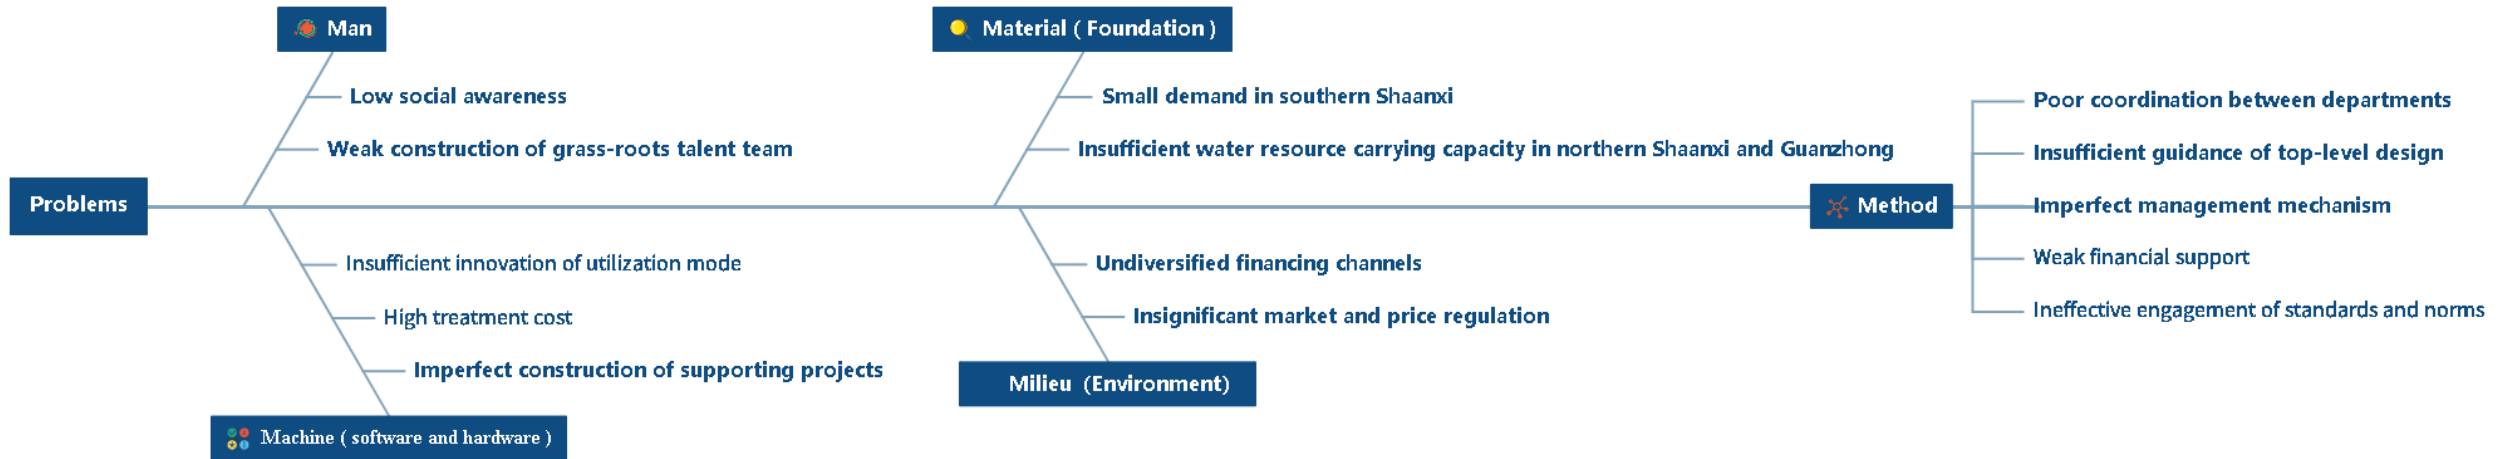 Man
Material ( Foundation )
Low social awareness
Small demand in southern Shaanxi
Poor coordination between departments
Weak construction of grass-roots talent team
Insufficient water resource carrying capacity in northern Shaanxi and Guanzhong
Insufficient guidance of top-level design
Problems
Method
Imperfect management mechanism
Insufficient innovation of utilization mode
Undiversified financing channels
Weak financial support
High treatment cost
Insignificant market and price regulation
Ineffective engagement of standards and norms
Imperfect construction of supporting projects
Milieu (Environment)
Machine ( software and hardware )